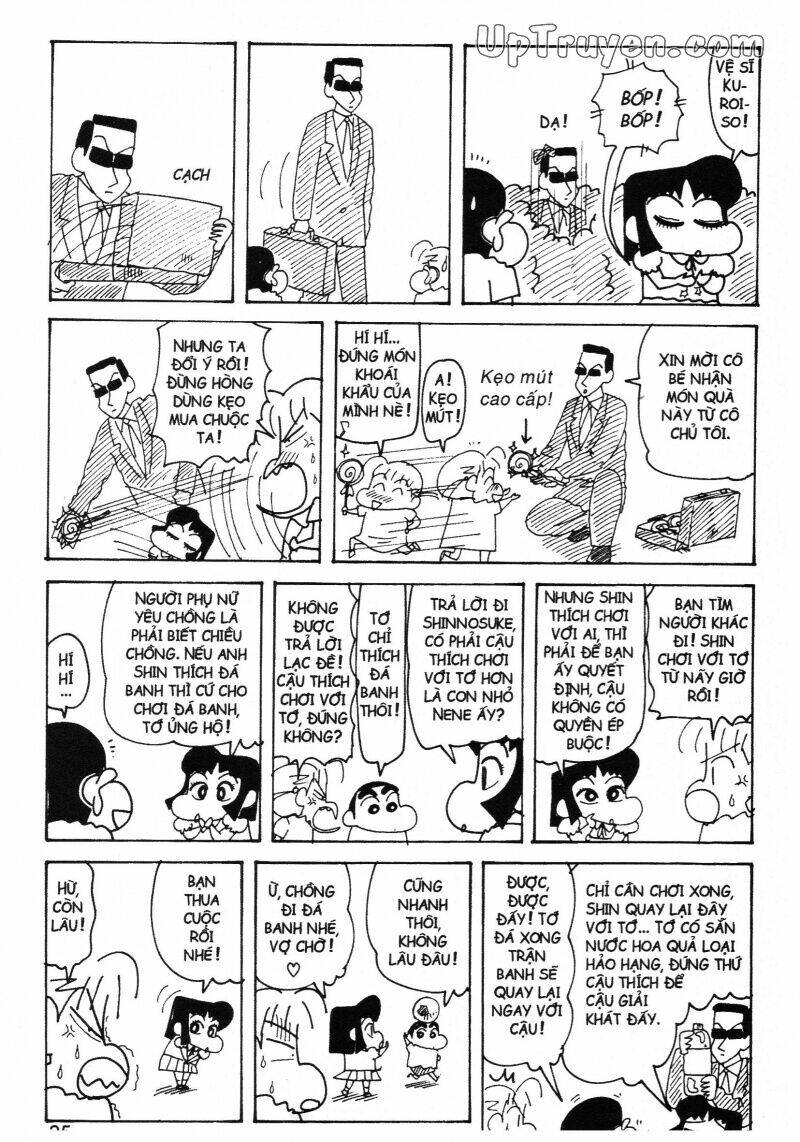 UpTruyen.com
VỆ SĨ
KU-
ROI-
SO!
BỐP!
BỐP!
DẠ!
CẠCH
XIN MỜI CÔ
BÉ NHẬN
MÓN QUÀ
NÀY TỪ CÔ
CHỦ TÔI.
Kẹo mút
cao cấp!
A!
KẸO
MÚT!
HÍ HÍ...
ĐÚNG MÓN
KHOÁI
KHẨU CỦA
MÌNH NÈ!
NHƯNG TA
ĐỔI Ý RỒI!
ĐỪNG HÒNG
DÙNG KẸO
MUA CHUỘC
TA!
BẠN TÌM
NGƯỜI KHÁC
ĐI! SHIN
CHƠI VỚI TỚ
TỪ NÃY GIỜ
RỒI!
NHƯNG SHIN
THÍCH CHƠI
VỚI AI, THÌ
PHẢI ĐỂ BẠN
ẤY QUYẾT
ĐỊNH, CẬU
KHÔNG CÓ
QUYỀN ÉP
BUỘC!
TRẢ LỜI ĐI
SHINNOSUKE,
CÓ PHẢI CẬU
THÍCH CHƠI
VỚI TỚ HƠN
LÀ CON NHỎ
NENE ẤY?
TỚ
CHỈ
THÍCH
ĐÁ
BANH
THÔI!
KHÔNG
ĐƯỢC
TRẢ LỜI
LẠC ĐỀ!
CẬU THÍCH
CHƠI VỚI
TỚ, ĐÚNG
KHÔNG?
NGƯỜI PHỤ NỮ
YÊU CHỒNG LÀ
PHẢI BIẾT CHIỀU
CHỒNG. NẾU ANH
SHIN THÍCH ĐÁ
BANH THÌ CỨ CHO
CHƠI ĐÁ BANH,
TỚ ỦNG HỘ!
HÍ
HÍ
...
CHỈ CẦN CHƠI XONG,
SHIN QUAY LẠI ĐÂY
VỚI TỚ... TỚ CÓ SẴN
NƯỚC HOA QUẢ LOẠI
HẢO HẠNG, ĐÚNG THỨ
CẬU THÍCH ĐỂ
CẬU GIẢI
KHÁT ĐẤY.
ĐƯỢC,
ĐƯỢC
ĐẤY! TỚ
ĐÁ XONG
TRẬN
BANH SẼ
QUAY LẠI
NGAY VỚI
CẬU!
CŨNG
NHANH
THÔI,
KHÔNG
LÂU ĐÂU!
Ừ, CHỒNG
ĐI ĐÁ
BANH NHÉ,
VỢ CHỜ!
♡
BẠN
THUA
CUỘC
RỒI
NHÉ!
HỪ,
CÒN
LÂU!